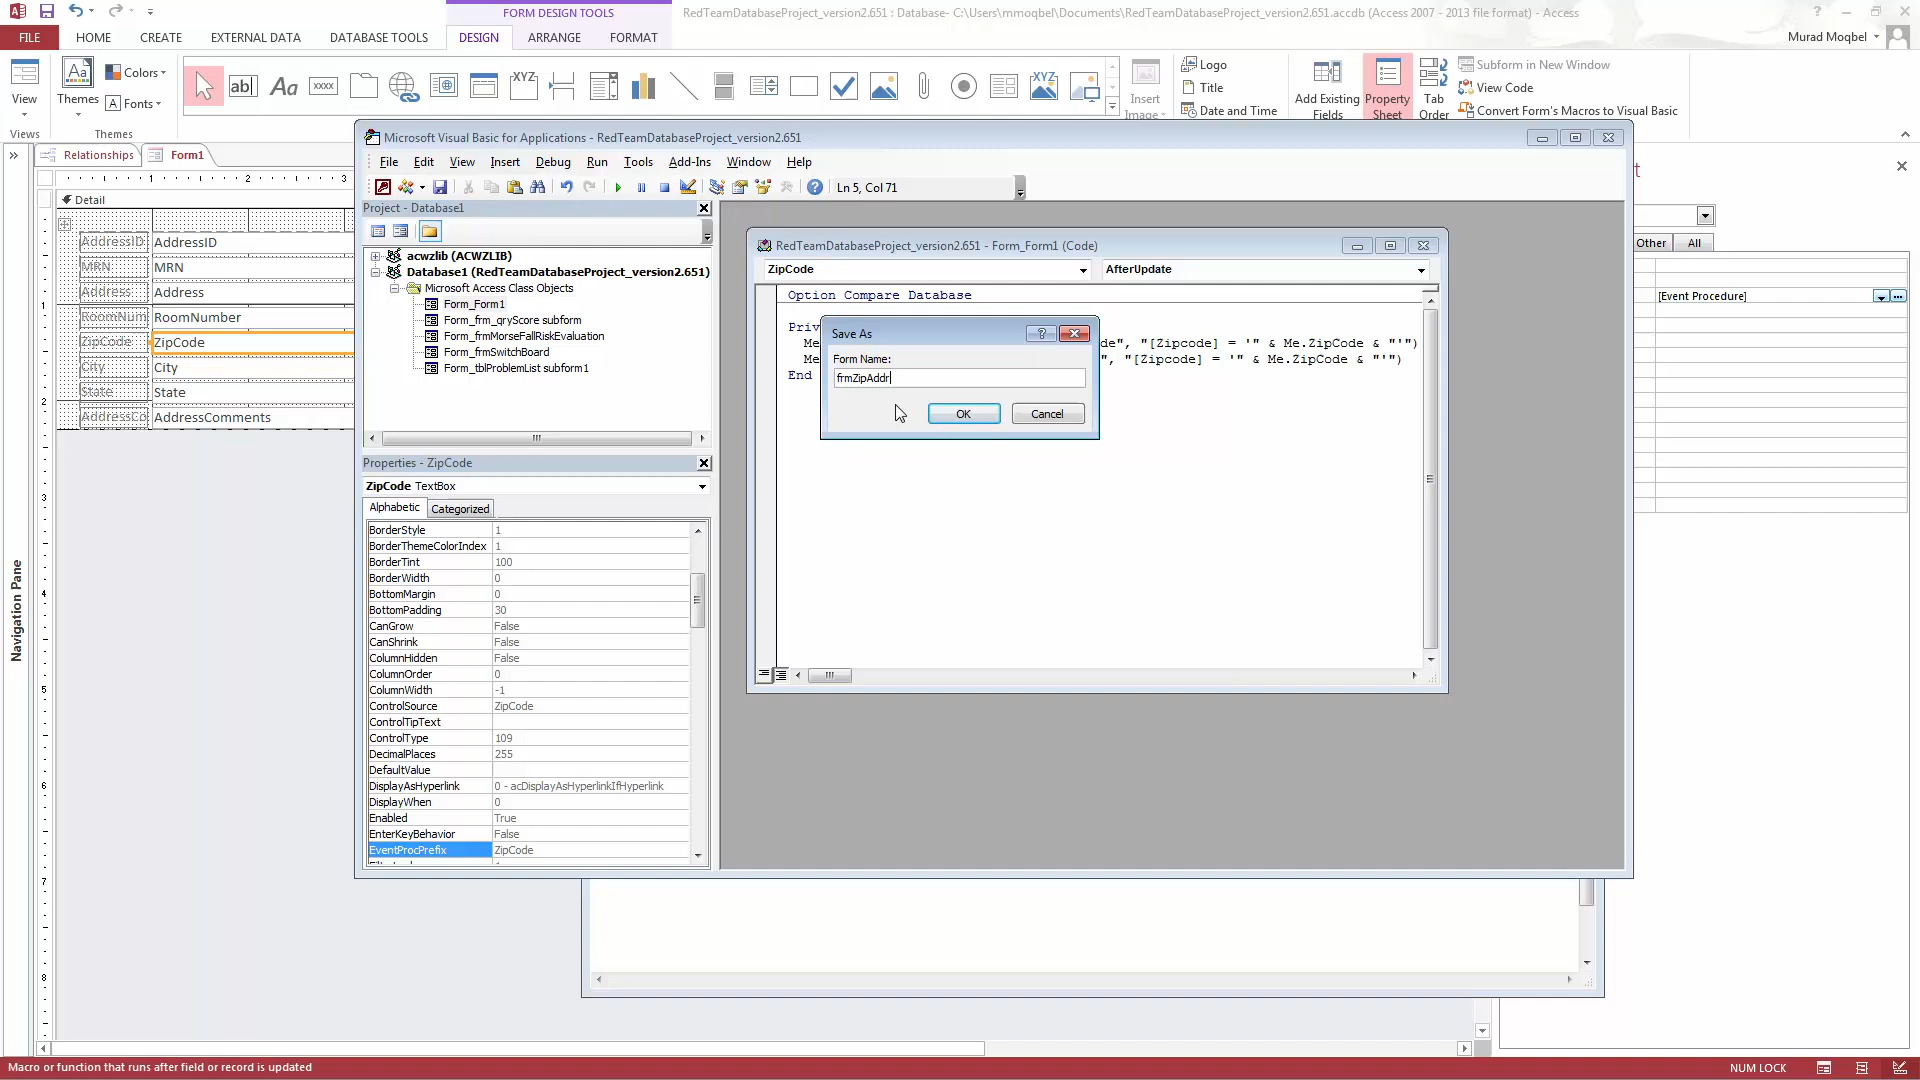 FORM DESIGN TOOLS
RedTeamDatabaseProject_version2.651 : Database- C:\Users\mmoqbel\Documents\RedTeamDatabaseProject_version2.651.accdb (Access 2007 - 2013 file format) - Access
FILE HOME CREATE EXTERNAL DATA DATABASE TOOLS DESIGN ARRANGE FORMAT Murad Moqbel
View
Views
Themes
Colors
Fonts
Themes
Insert
Image
Logo
Title
Date and Time
Add Existing
Fields
Property
Sheet
Tab
Order
Subform in New Window
View Code
Convert Form's Macros to Visual Basic
Relationships Form1
Detail
AddressID AddressID
MRN MRN
Address Address
RoomNum RoomNumber
ZipCode ZipCode
City City
State State
AddressCo AddressComments
Navigation Pane
Microsoft Visual Basic for Applications - RedTeamDatabaseProject_version2.651
File Edit View Insert Debug Run Tools Add-Ins Window Help
Ln 5, Col 71
Project - Database1
acwzlib (ACWZLIB)
Database1 (RedTeamDatabaseProject_version2.651)
Microsoft Access Class Objects
Form_Form1
Form_frm_qryScore subform
Form_frmMorseFallRiskEvaluation
Form_frmSwitchBoard
Form_tblProblemList subform1
Properties - ZipCode
ZipCode TextBox
Alphabetic Categorized
BorderStyle 1
BorderThemeColorIndex 1
BorderTint 100
BorderWidth 0
BottomMargin 0
BottomPadding 30
CanGrow False
CanShrink False
ColumnHidden False
ColumnOrder 0
ColumnWidth -1
ControlSource ZipCode
ControlTipText
ControlType 109
DecimalPlaces 255
DefaultValue
DisplayAsHyperlink 0 - acDisplayAsHyperlinkIfHyperlink
DisplayWhen 0
Enabled True
EnterKeyBehavior False
EventProcPrefix ZipCode
RedTeamDatabaseProject_version2.651 - Form_Form1 (Code)
ZipCode AfterUpdate
Option Compare Database
Priv
Me de", "[Zipcode] = '" & Me.ZipCode & "'")
Me ", "[Zipcode] = '" & Me.ZipCode & "'")
End
Save As
Form Name:
frmZipAddr
OK Cancel
Other All
[Event Procedure]
Macro or function that runs after field or record is updated
NUM LOCK